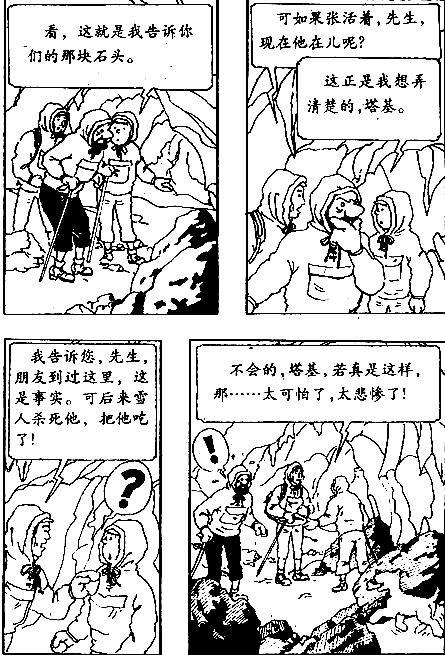 看，这就是我告诉你
们的那块石头。
可如果张活着，先生，
现在他在儿呢?
这正是我想弄
清楚的，塔基。
我告诉您，先生，
朋友到过这里，这
是事实。可后来雪
人杀死他，把他吃
了!
?
不会的，塔基，若真是这样，
那……太可怕了，太悲惨了!
!